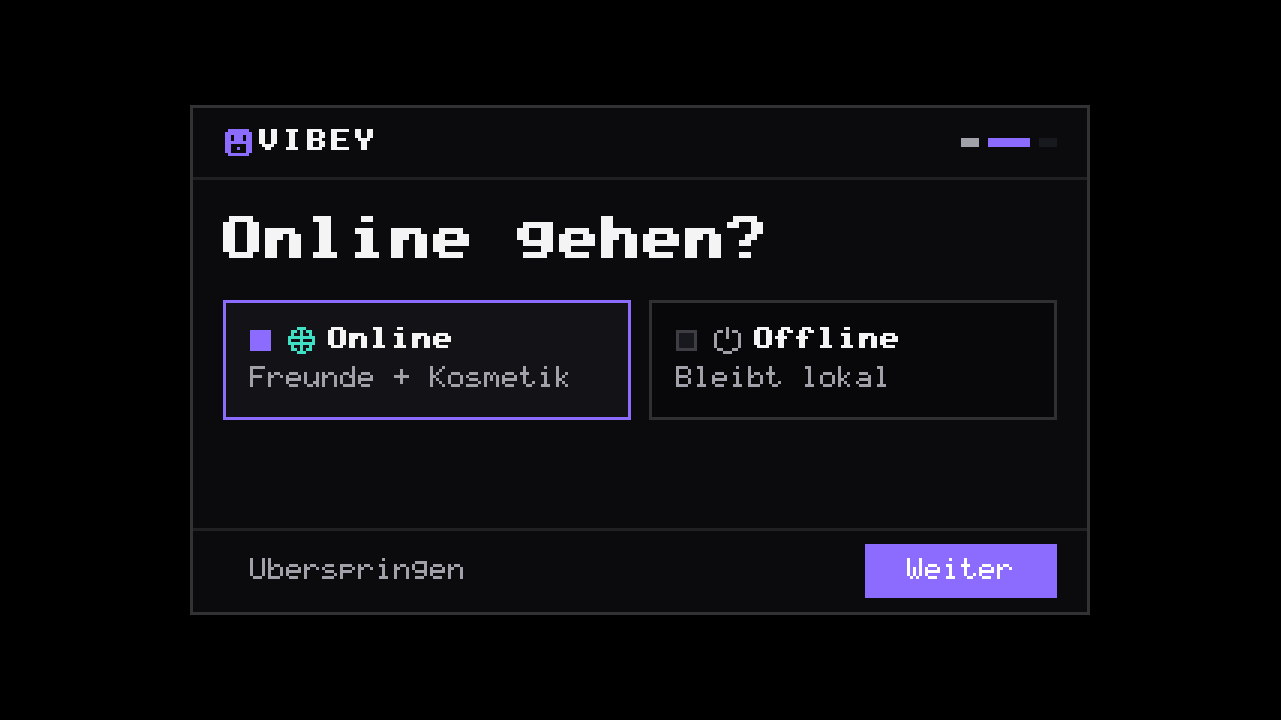 VIBEY
Online gehen?
Online
Freunde + Kosmetik
Offline
Bleibt lokal
Uberspringen
Weiter